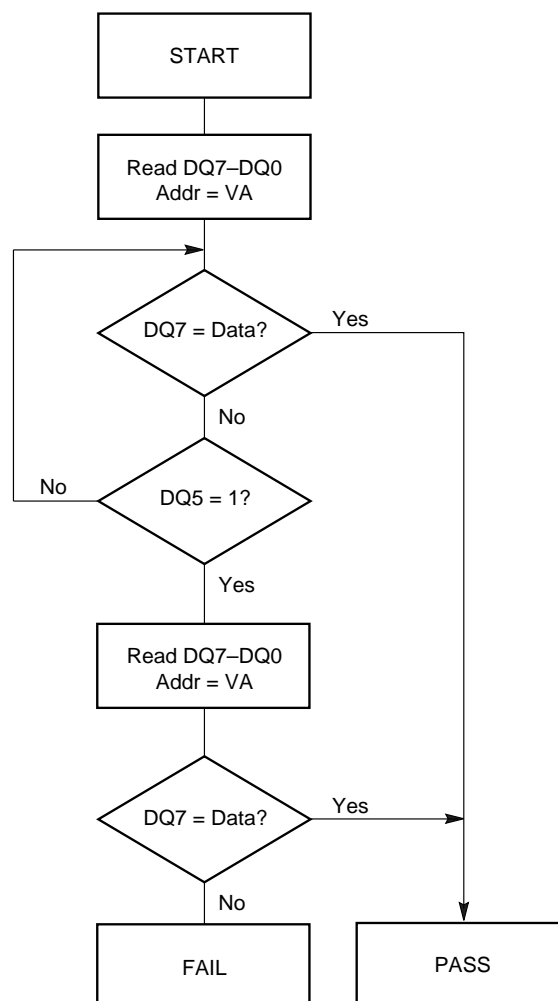 START
Read DQ7–DQ0
Addr = VA
DQ7 = Data?
Yes
No
No
DQ5 = 1?
Yes
Read DQ7–DQ0
Addr = VA
DQ7 = Data?
Yes
No
FAIL
PASS